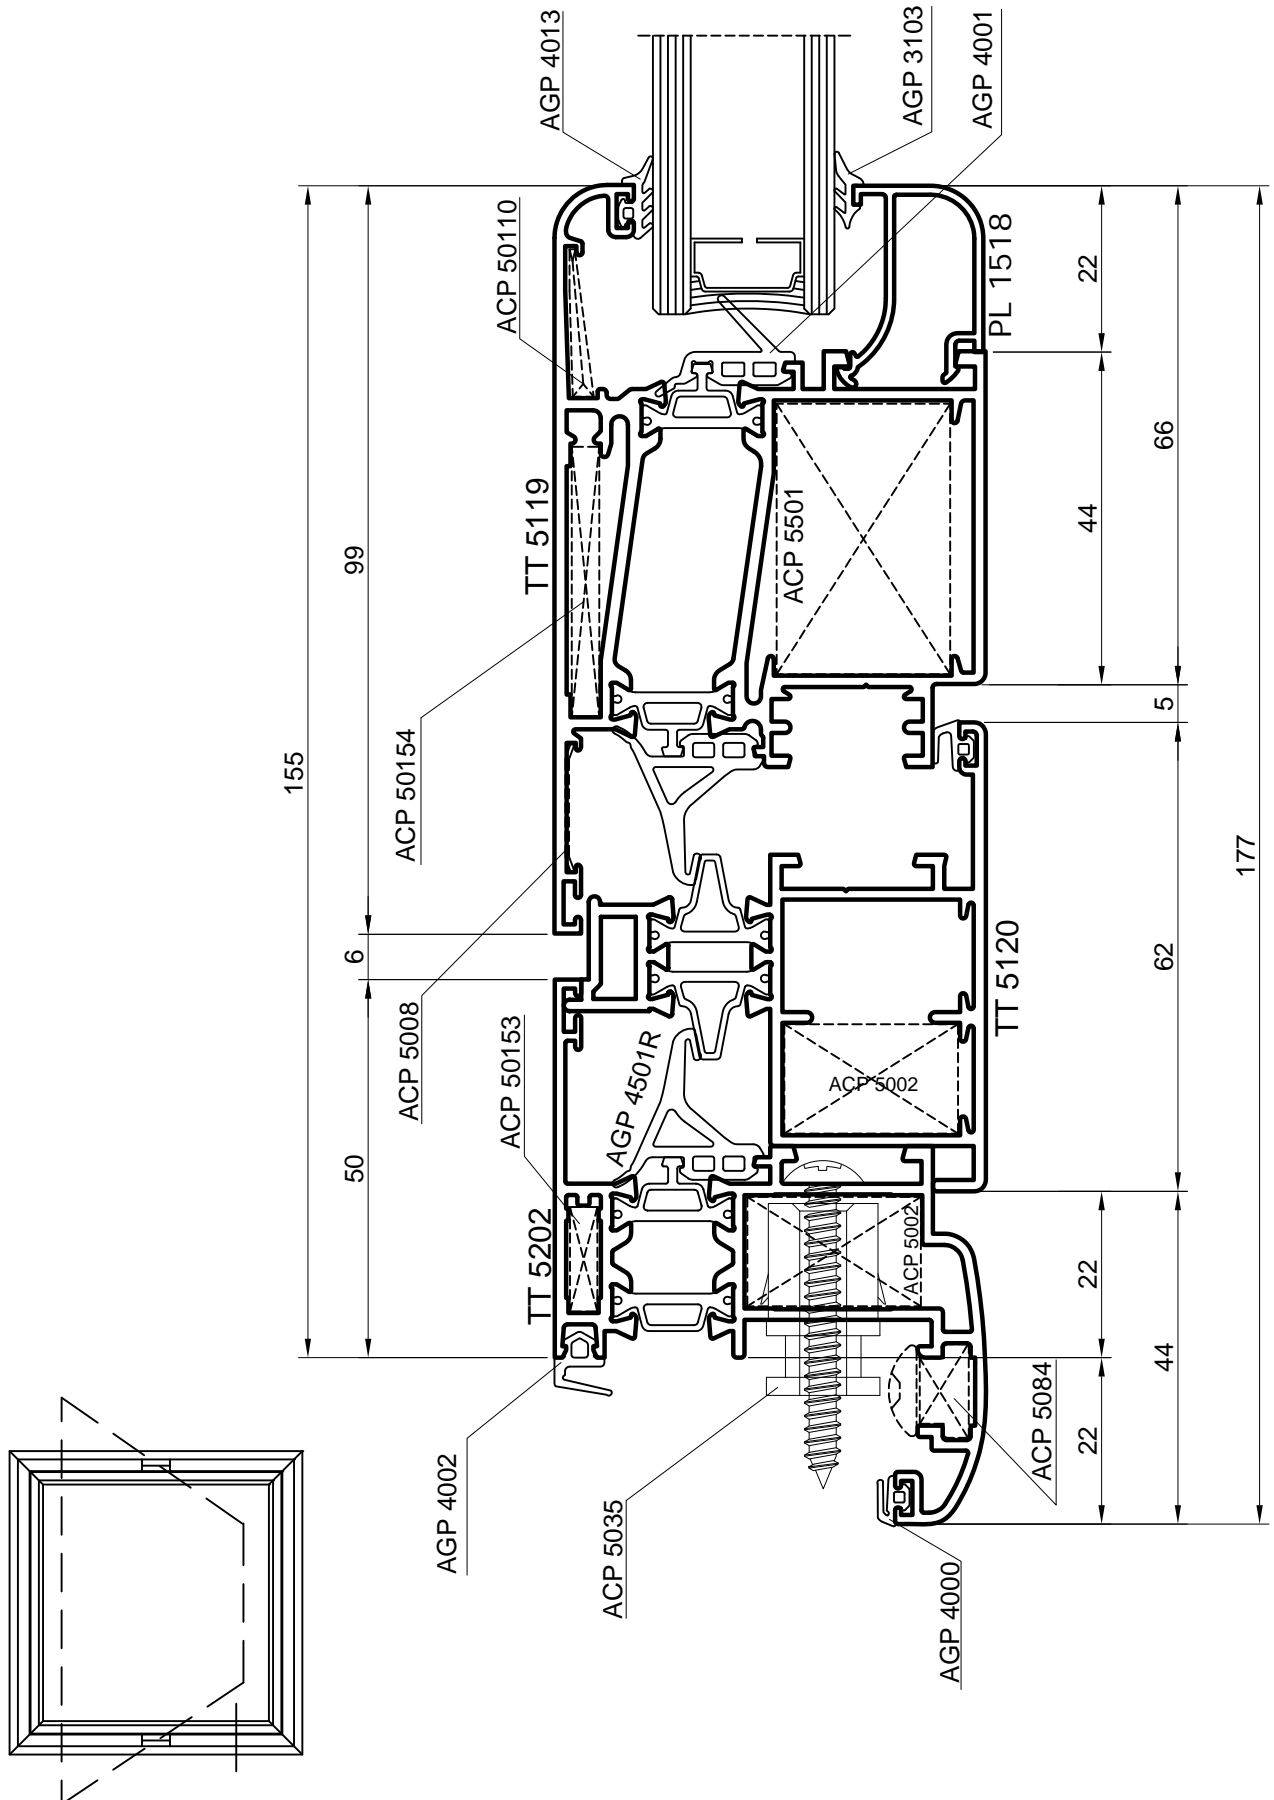 AGP 4013
AGP 3103
AGP 4001
ACP 50110
PL 1518
22
TT 5119
ACP 5501
99
44
66
155
ACP 50154
5
177
6
ACP 5008
ACP 50153
AGP 4501R
ACP 5002
TT 5120
62
50
TT 5202
ACP 5002
22
44
AGP 4002
ACP 5035
ACP 5084
22
AGP 4000